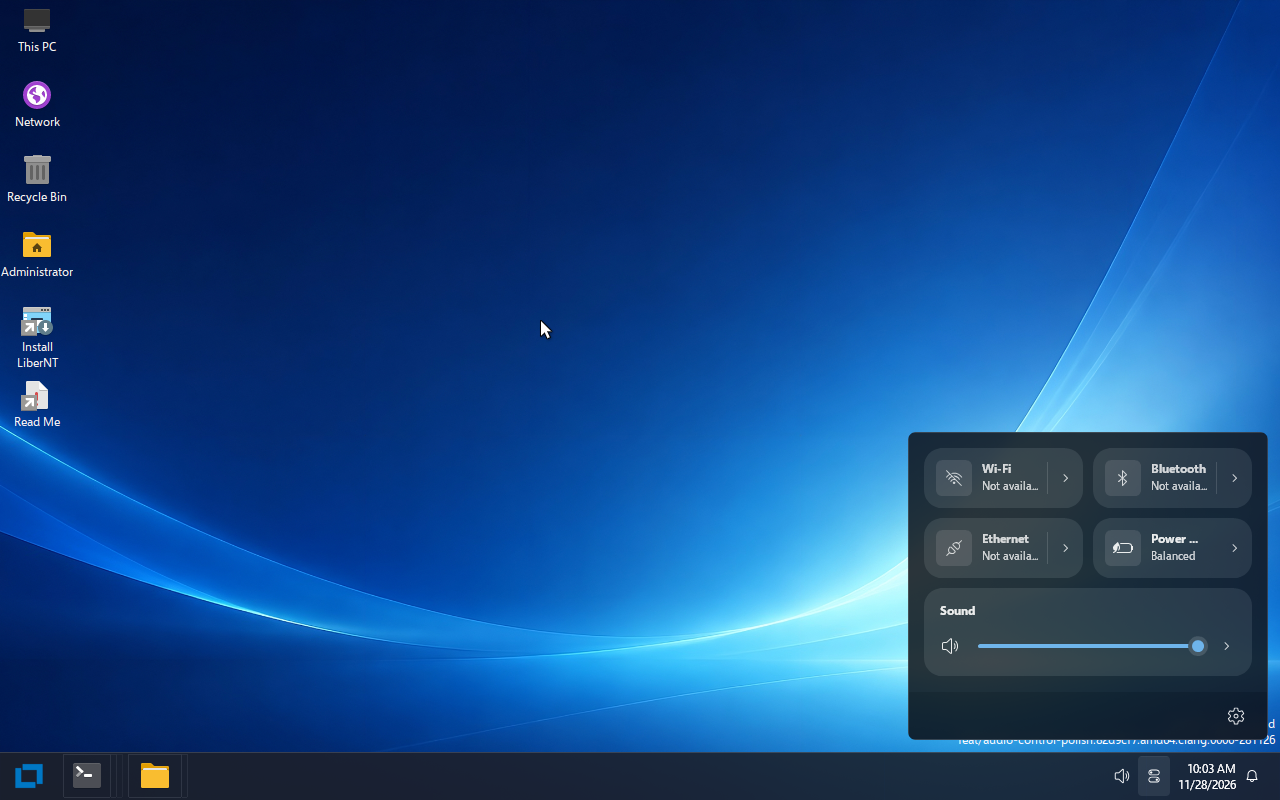 This PC
Network
Recycle Bin
Administrator
Install
LiberNT
Read Me
Wi-Fi
Not availa...
Bluetooth
Not availa...
Ethernet
Not availa...
Power ...
Balanced
Sound
10:03 AM
11/28/2026